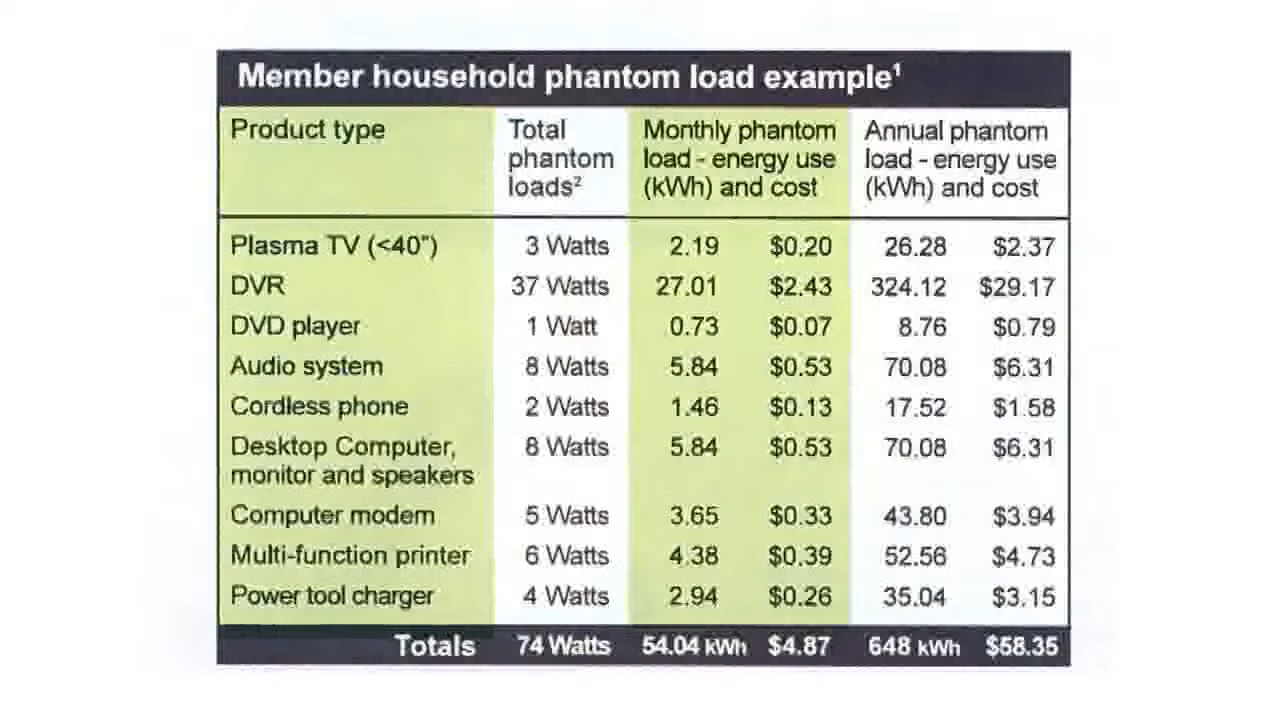 Member household phantom load example¹
Product type Total phantom loads² Monthly phantom load - energy use (kWh) and cost Annual phantom load - energy use (kWh) and cost
Plasma TV (<40") 3 Watts 2.19 $0.20 26.28 $2.37
DVR 37 Watts 27.01 $2.43 324.12 $29.17
DVD player 1 Watt 0.73 $0.07 8.76 $0.79
Audio system 8 Watts 5.84 $0.53 70.08 $6.31
Cordless phone 2 Watts 1.46 $0.13 17.52 $1.58
Desktop Computer, 8 Watts 5.84 $0.53 70.08 $6.31
monitor and speakers
Computer modem 5 Watts 3.65 $0.33 43.80 $3.94
Multi-function printer 6 Watts 4.38 $0.39 52.56 $4.73
Power tool charger 4 Watts 2.94 $0.26 35.04 $3.15
Totals 74 Watts 54.04 kWh $4.87 648 kWh $58.35